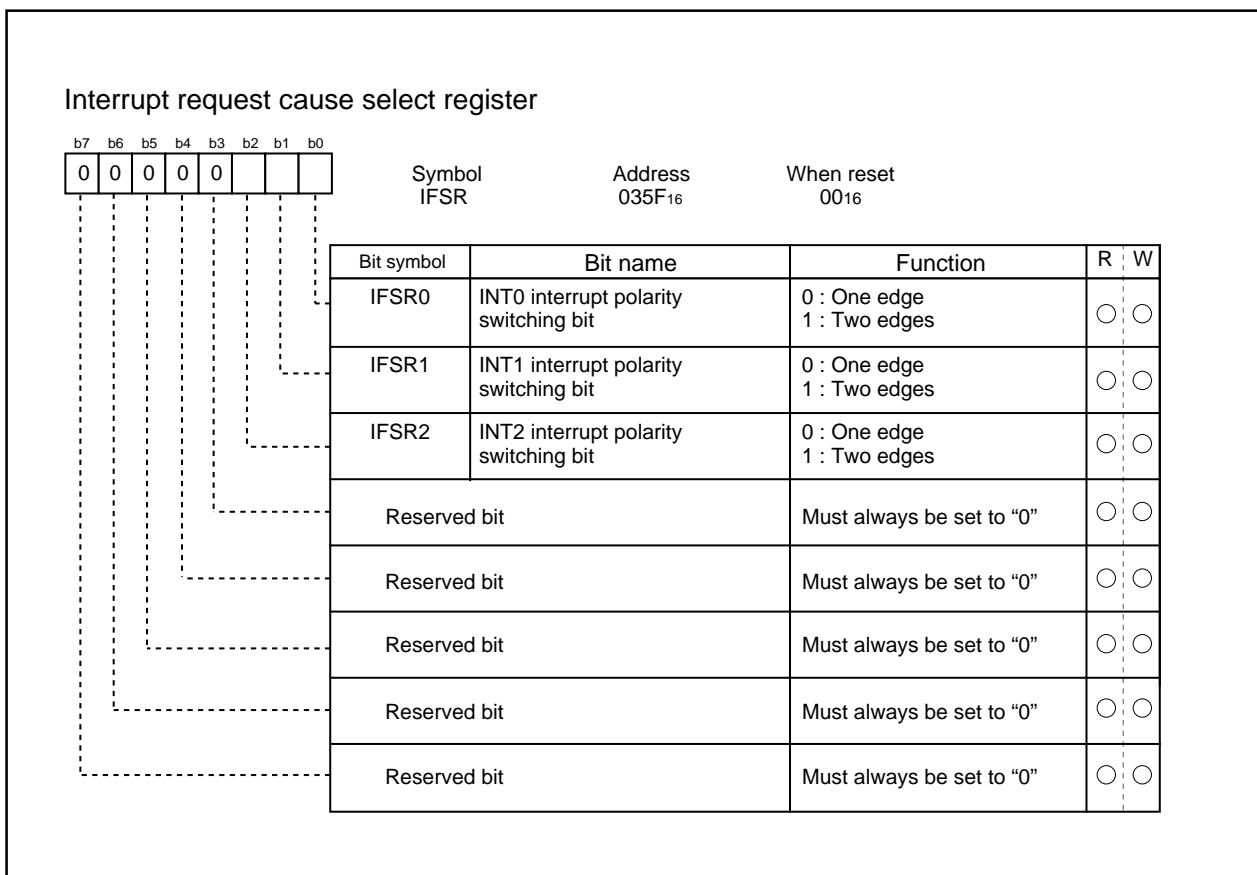 Interrupt request cause select register
b7 b6 b5 b4 b3 b2 b1 b0
0 0 0 0 0
Symbol Address When reset
IFSR 035F16 0016
Bit symbol Bit name Function R W
IFSR0 INT0 interrupt polarity 0 : One edge
switching bit 1 : Two edges
IFSR1 INT1 interrupt polarity 0 : One edge
switching bit 1 : Two edges
IFSR2 INT2 interrupt polarity 0 : One edge
switching bit 1 : Two edges
Reserved bit Must always be set to “0”
Reserved bit Must always be set to “0”
Reserved bit Must always be set to “0”
Reserved bit Must always be set to “0”
Reserved bit Must always be set to “0”